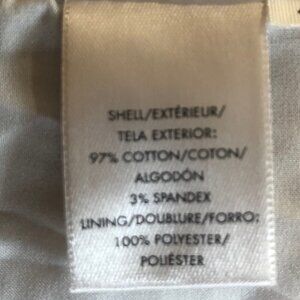 SHELL/EXTÉRIEUR/
TELA EXTERIOR:
97% COTTON/COTON/
ALGODÓN
3% SPANDEX
LINING/DOUBLURE/FORRO:
100% POLYESTER/
POLIÉSTER